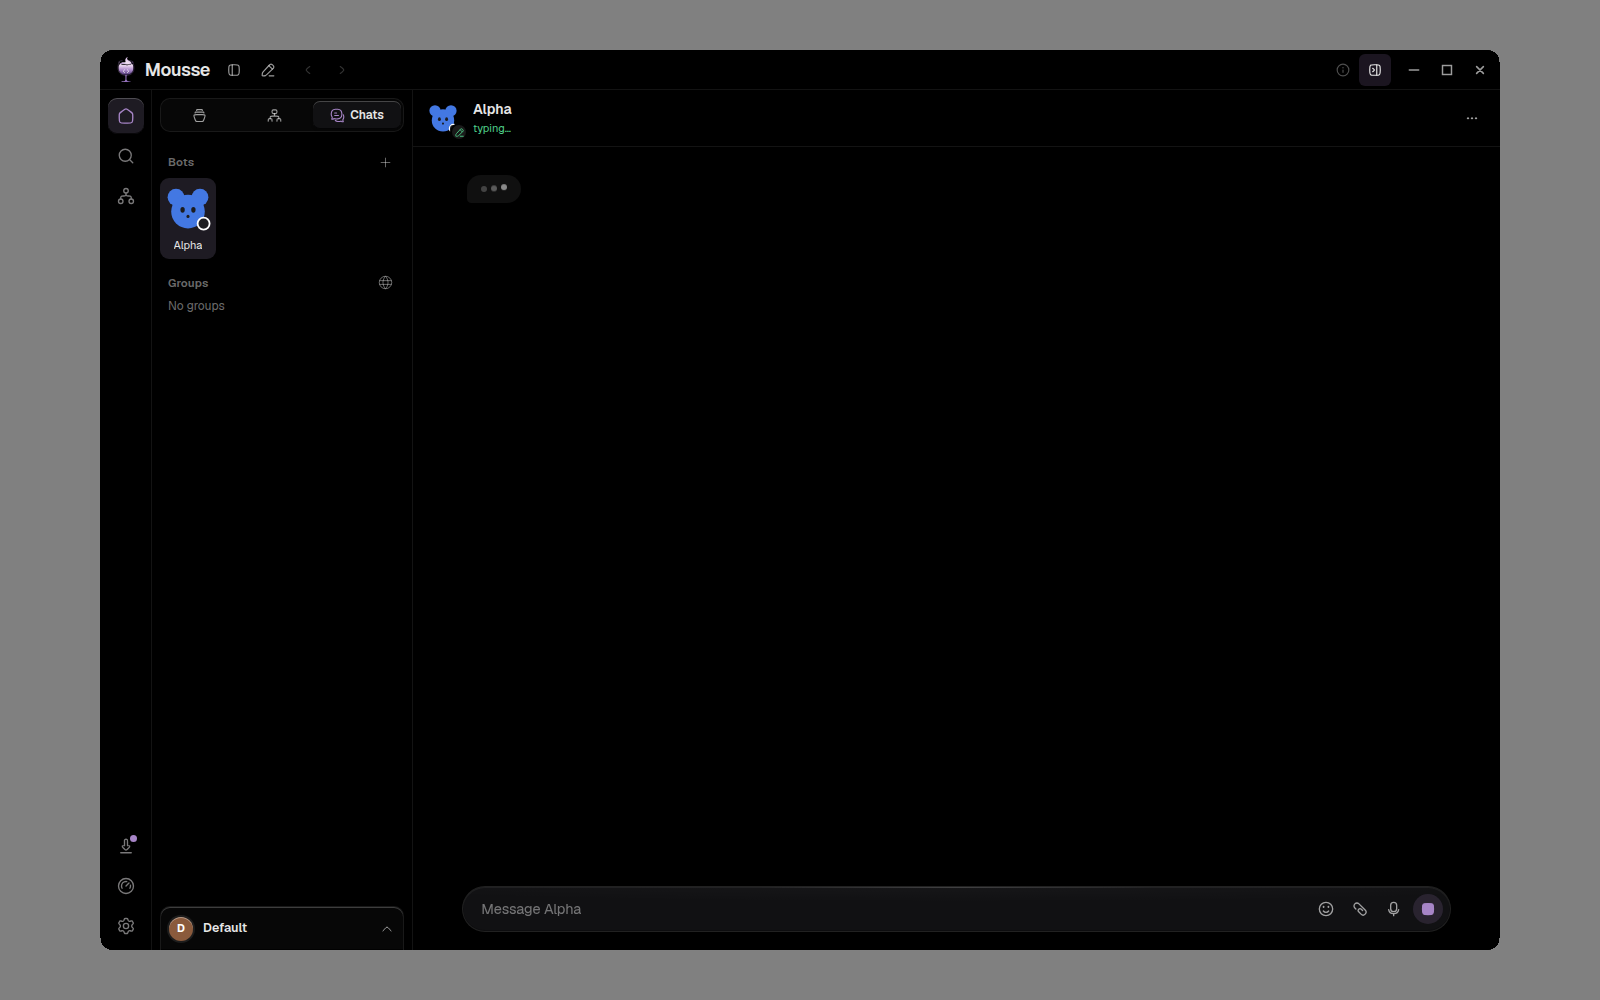 Mousse
Chats
Alpha
typing...
Bots
Alpha
Groups
No groups
Message Alpha
D
Default